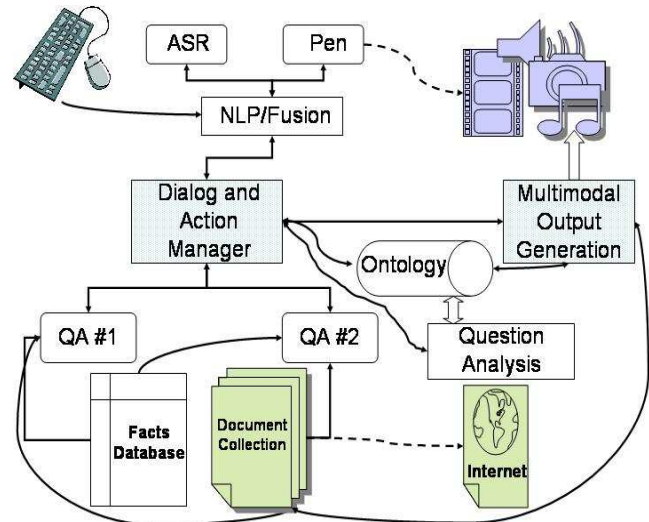 ASR
Pen
NLP/Fusion
Dialog and
Action
Manager
Multimodal
Output
Generation
Ontology
QA #1
QA #2
Question
Analysis
Facts
Database
Document
Collection
Internet